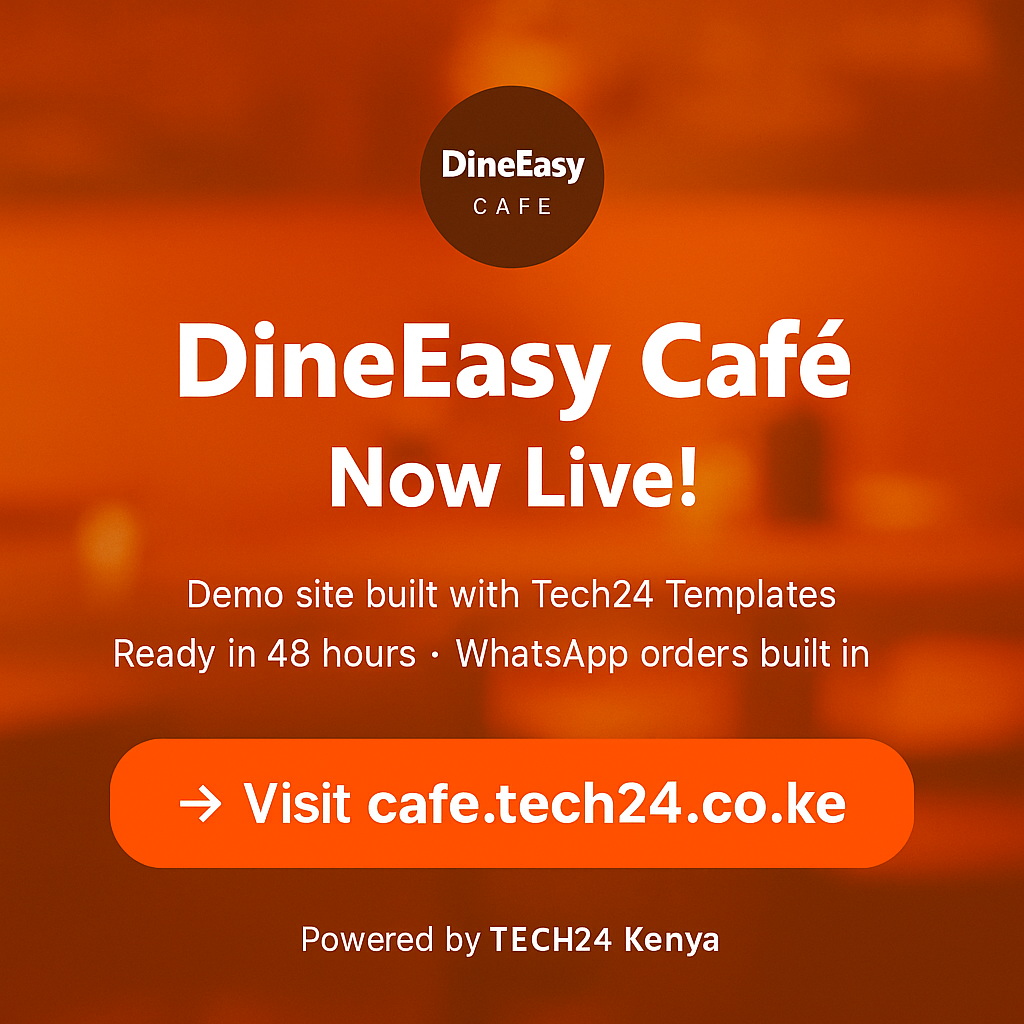 DineEasy
CAFE
DineEasy Café
Now Live!
Demo site built with Tech24 Templates
Ready in 48 hours · WhatsApp orders built in
→ Visit cafe.tech24.co.ke
Powered by TECH24 Kenya